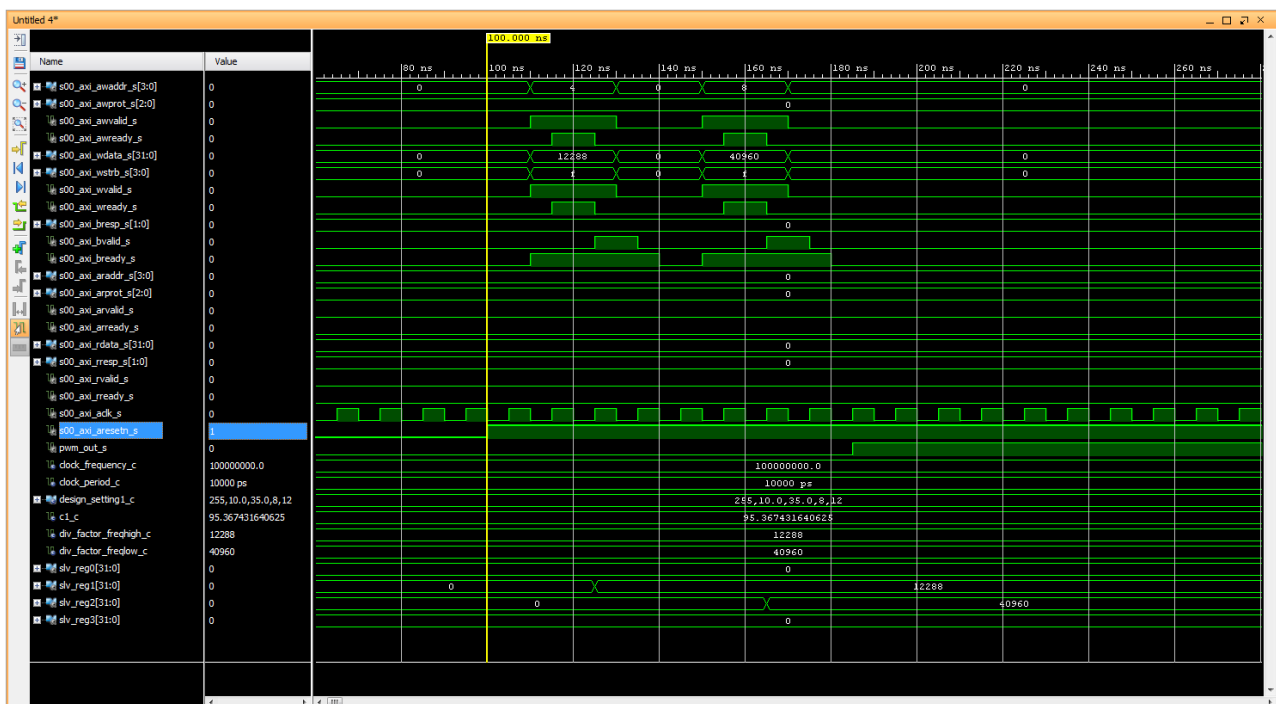 Untitled 4*
100.000 ns
Name Value
80 ns 100 ns 120 ns 140 ns 160 ns 180 ns 200 ns 220 ns 240 ns 260 ns
s00_axi_awaddr_s[3:0] 0 0 4 0 8 0
s00_axi_awprot_s[2:0] 0 0
s00_axi_awvalid_s 0
s00_axi_awready_s 0
s00_axi_wdata_s[31:0] 0 0 12288 0 40960 0
s00_axi_wstrb_s[3:0] 0 0 f 0 f 0
s00_axi_wvalid_s 0
s00_axi_wready_s 0
s00_axi_bresp_s[1:0] 0 0
s00_axi_bvalid_s 0
s00_axi_bready_s 0
s00_axi_araddr_s[3:0] 0 0
s00_axi_arprot_s[2:0] 0 0
s00_axi_arvalid_s 0
s00_axi_arready_s 0
s00_axi_rdata_s[31:0] 0 0
s00_axi_rresp_s[1:0] 0 0
s00_axi_rvalid_s 0
s00_axi_rready_s 0
s00_axi_aclk_s 0
s00_axi_aresetn_s 1
pwm_out_s 0
clock_frequency_c 100000000.0 100000000.0
clock_period_c 10000 ps 10000 ps
design_setting1_c 255,10.0,35.0,8,12 255,10.0,35.0,8,12
c1_c 95.367431640625 95.367431640625
div_factor_freqhigh_c 12288 12288
div_factor_freqlow_c 40960 40960
slv_reg0[31:0] 0 0
slv_reg1[31:0] 0 0 12288
slv_reg2[31:0] 0 0 40960
slv_reg3[31:0] 0 0